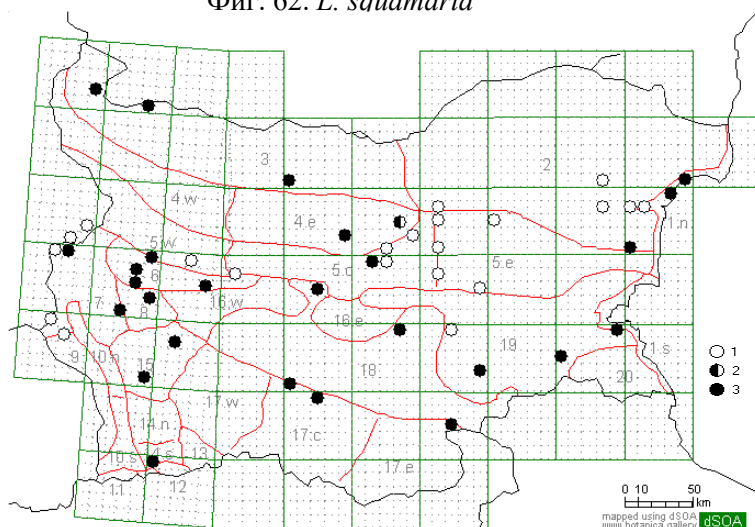 Фиг. 62. L. squamaria
3
2
4.w
4.e
1.n
5.w
5.c
5.e
6
16.w
7
8
16.e
19
1.s
9
10.n
15
18
20
17.w
14.n
17.c
10.s
13
17.e
11
12
1
2
3
0 10 50
km
mapped using dSOA
www.botanica.gallery
dSOA